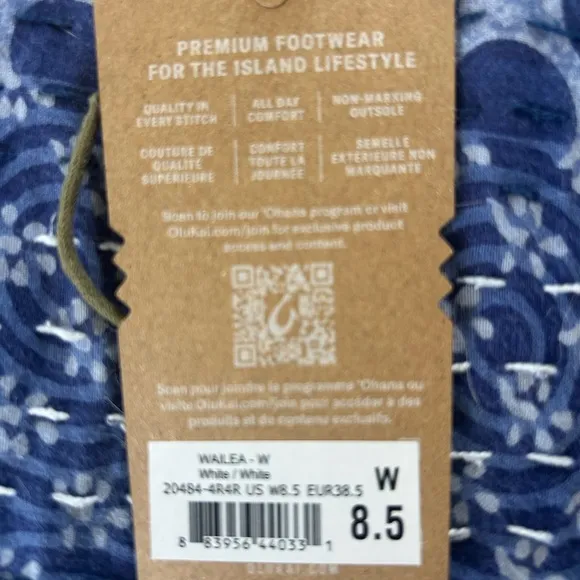 PREMIUM FOOTWEAR
FOR THE ISLAND LIFESTYLE
QUALITY IN
EVERY STITCH
ALL DAY
COMFORT
NON-MARKING
OUTSOLE
COUTURE DE
QUALITÉ
SUPÉRIEURE
CONFORT
TOUTE LA
JOURNÉE
SEMELLE
EXTÉRIEURE NON
MARQUANTE
Scan to join our 'Ohana program or visit
OluKai.com/join for exclusive product
access and content.
Scan pour joindre le programme 'Ohana ou
visite OluKai.com/join pour accéder à des
produits et du contenu exclusifs.
WAILEA - W
White / White
20484-4R4R US W8.5 EUR38.5
W
8.5
8 83956 44033 1
OLUKAI.COM